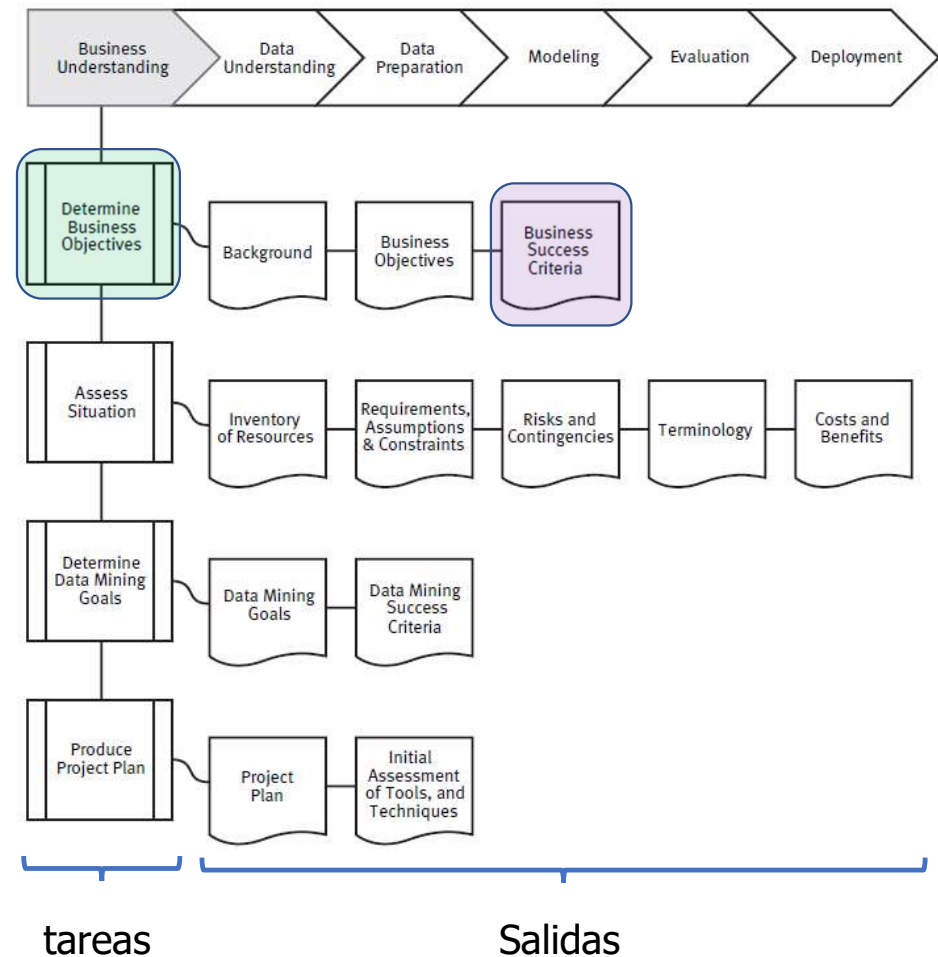 Business
Understanding
Data
Understanding
Data
Preparation
Modeling
Evaluation
Deployment
Determine
Business
Objectives
Background
Business
Objectives
Business
Success
Criteria
Assess
Situation
Inventory
of Resources
Requirements,
Assumptions
& Constraints
Risks and
Contingencies
Terminology
Costs and
Benefits
Determine
Data Mining
Goals
Data Mining
Goals
Data Mining
Success
Criteria
Produce
Project Plan
Project
Plan
Initial
Assessment
of Tools, and
Techniques
tareas
Salidas